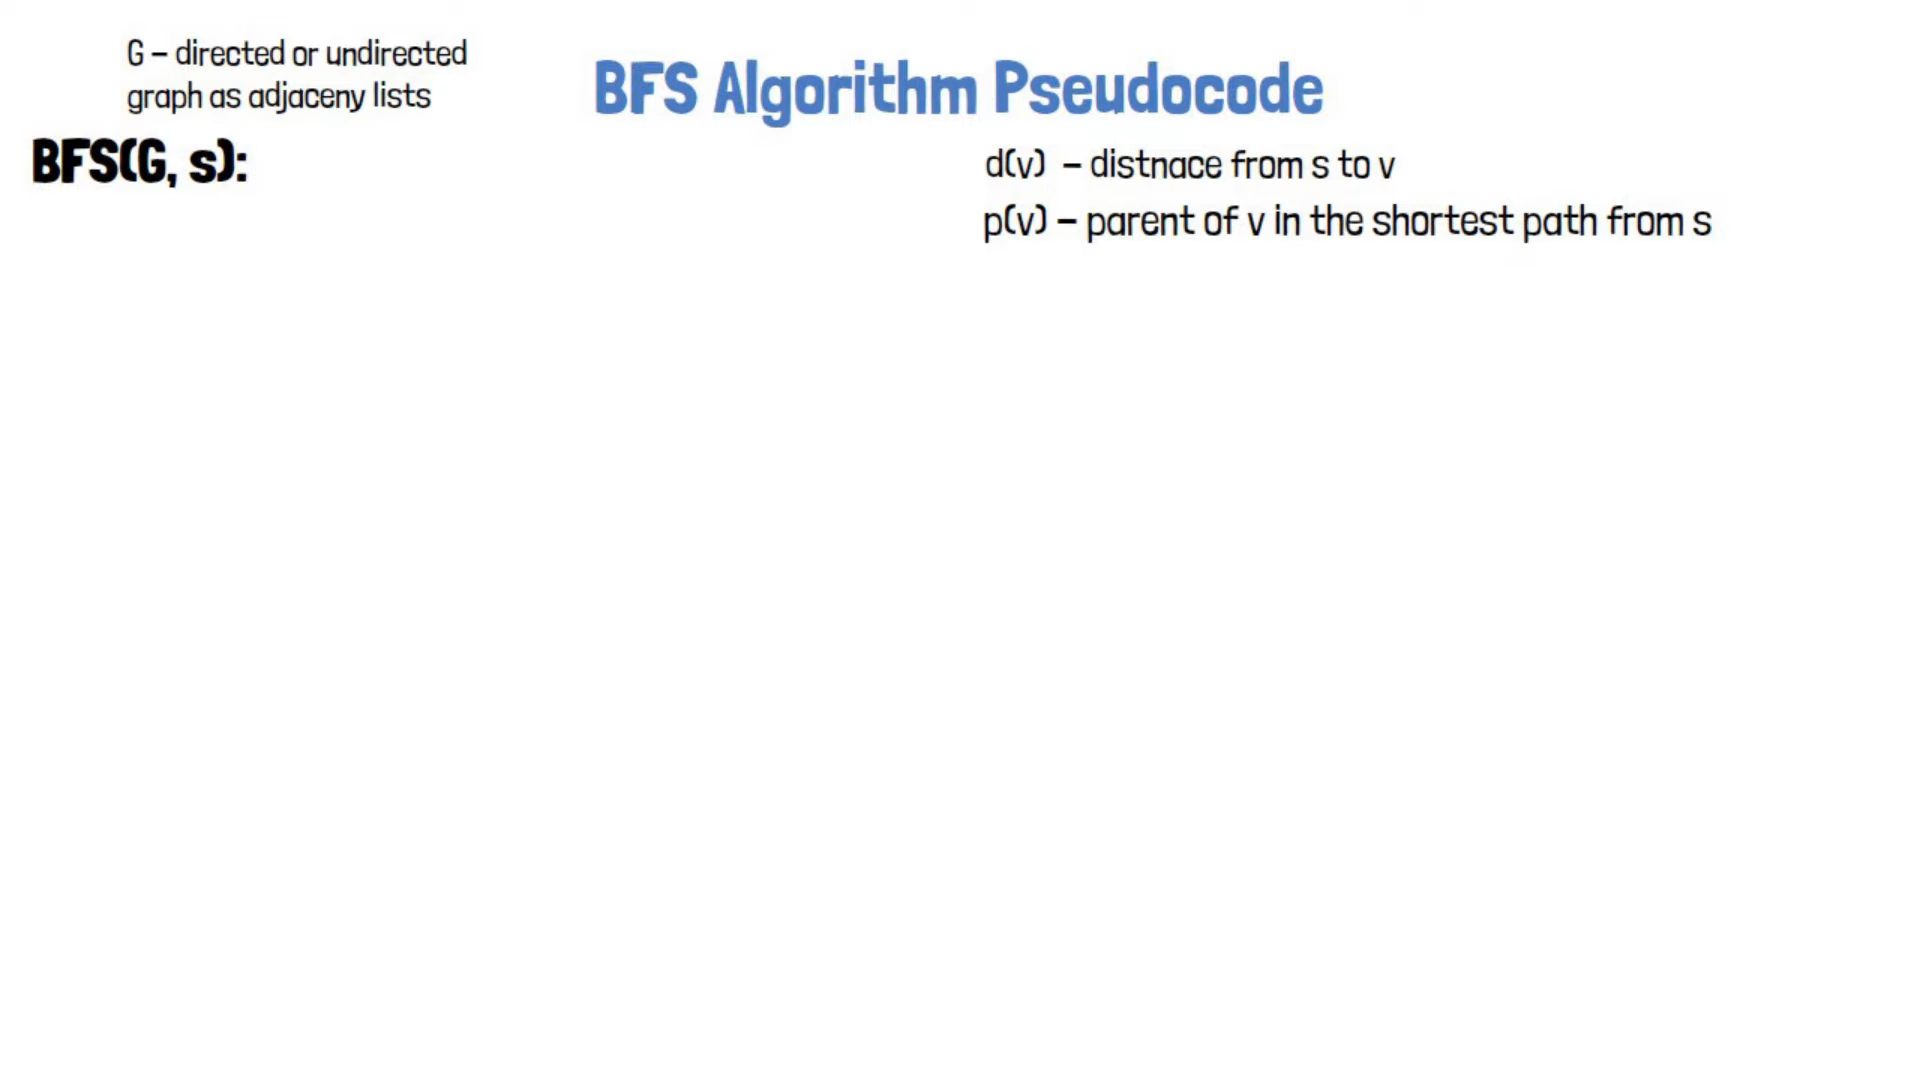 G – directed or undirected
graph as adjaceny lists
BFS Algorithm Pseudocode
BFS(G, s):
d(v) – distnace from s to v
p(v) – parent of v in the shortest path from s